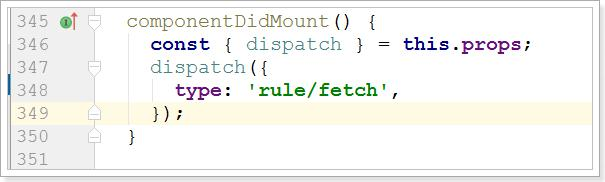 345 componentDidMount() {
346 const { dispatch } = this.props;
347 dispatch({
348 type: 'rule/fetch',
349 });
350 }
351